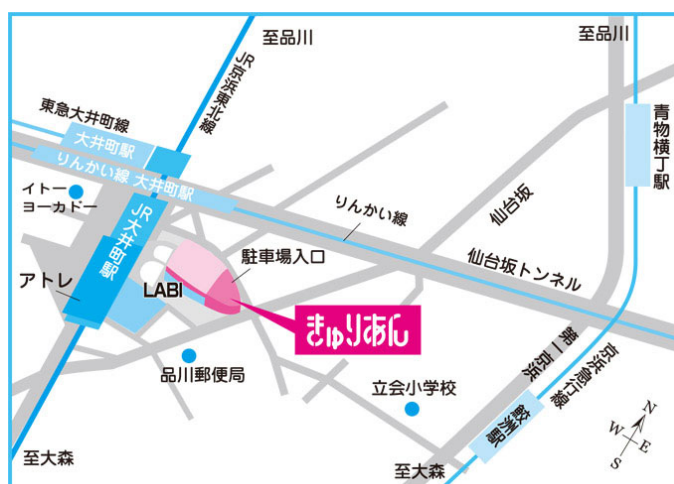 至品川
至品川
JR京浜東北線
東急大井町線
大井町駅
りんかい線 大井町駅
青物横丁駅
イトー
ヨーカドー
JR大井町駅
りんかい線
仙台坂
駐車場入口
仙台坂トンネル
アトレ
LABI
きゅりあん
第一京浜
京浜急行線
品川郵便局
立会小学校
鮫洲駅
至大森
至大森
N
W
E
S